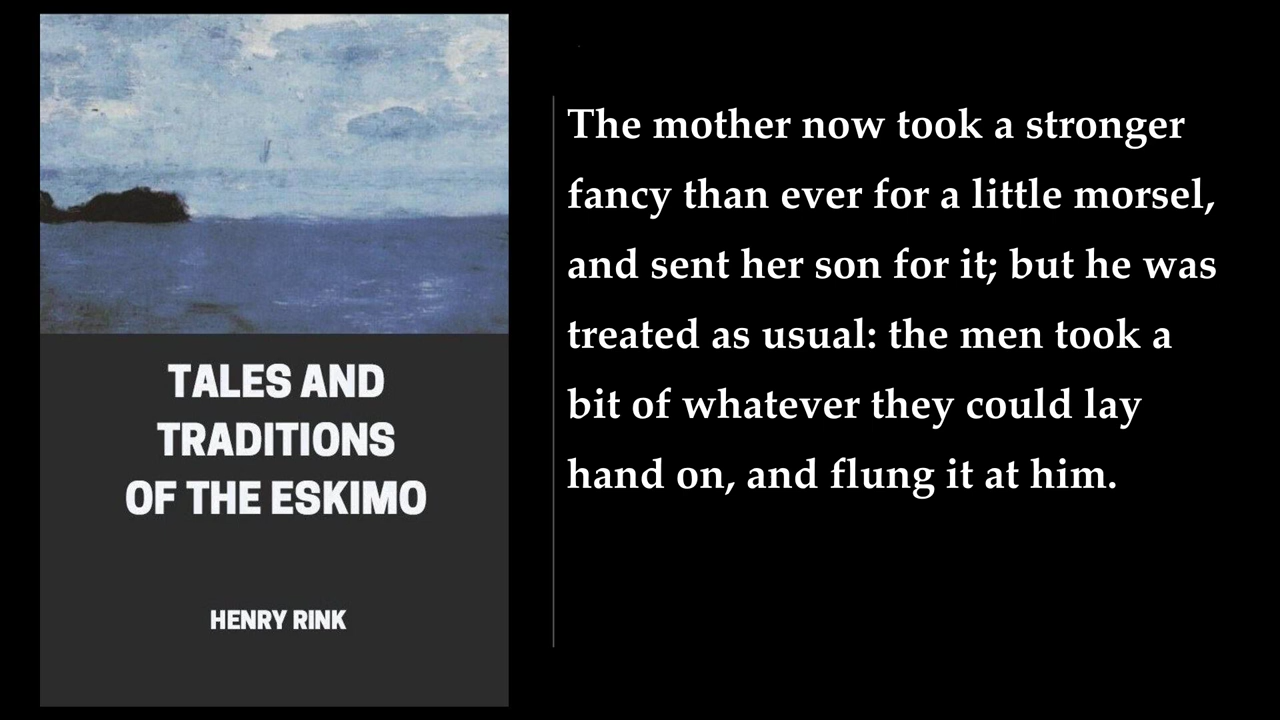 TALES AND
TRADITIONS
OF THE ESKIMO
HENRY RINK
The mother now took a stronger
fancy than ever for a little morsel,
and sent her son for it; but he was
treated as usual: the men took a
bit of whatever they could lay
hand on, and flung it at him.